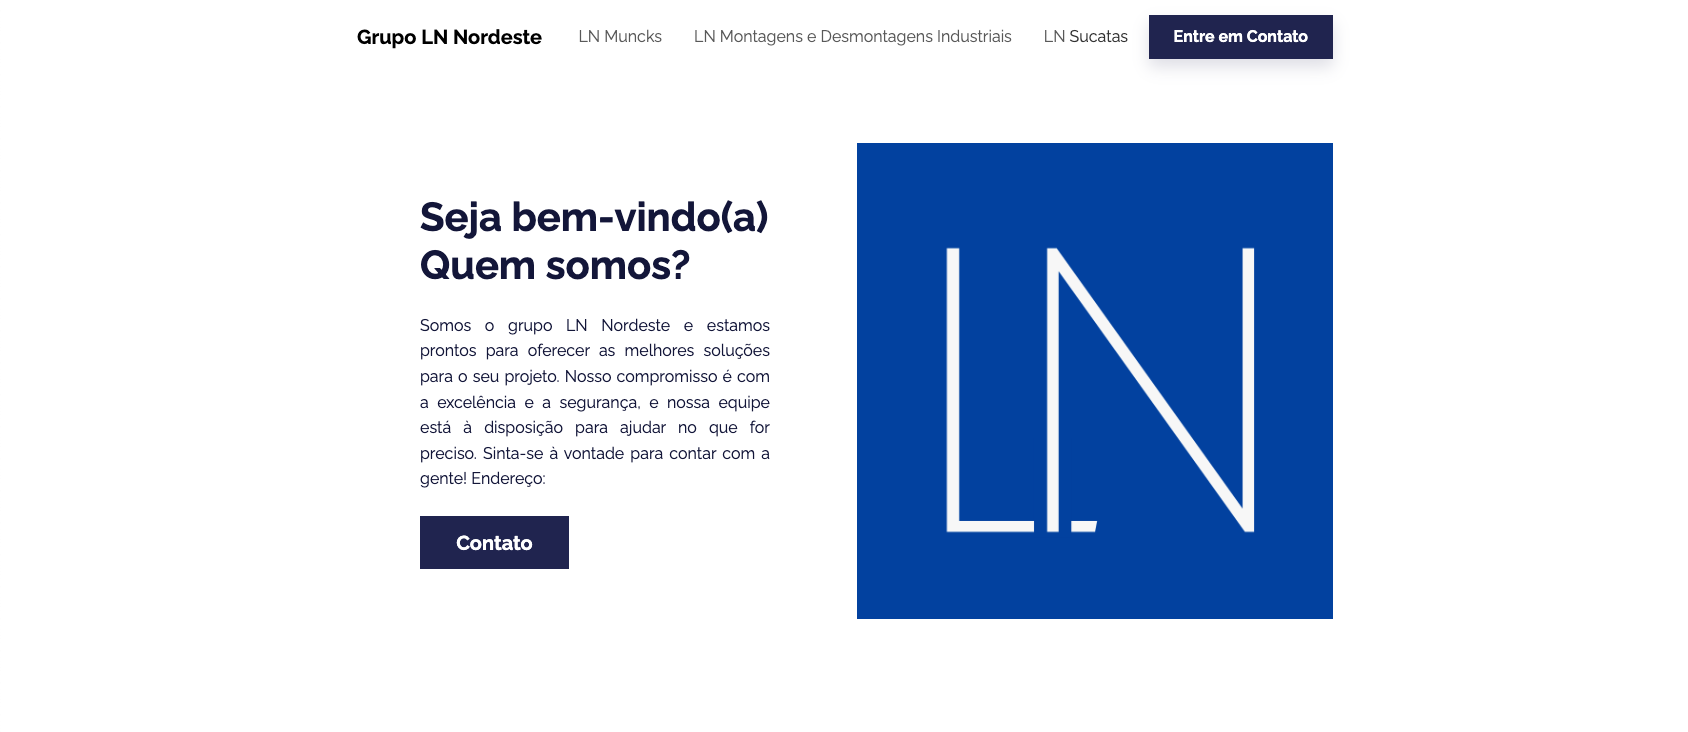 Grupo LN Nordeste LN Muncks LN Montagens e Desmontagens Industriais LN Sucatas Entre em Contato
Seja bem-vindo(a)
Quem somos?
Somos o grupo LN Nordeste e estamos
prontos para oferecer as melhores soluções
para o seu projeto. Nosso compromisso é com
a excelência e a segurança, e nossa equipe
está à disposição para ajudar no que for
preciso. Sinta-se à vontade para contar com a
gente! Endereço:
Contato
LN